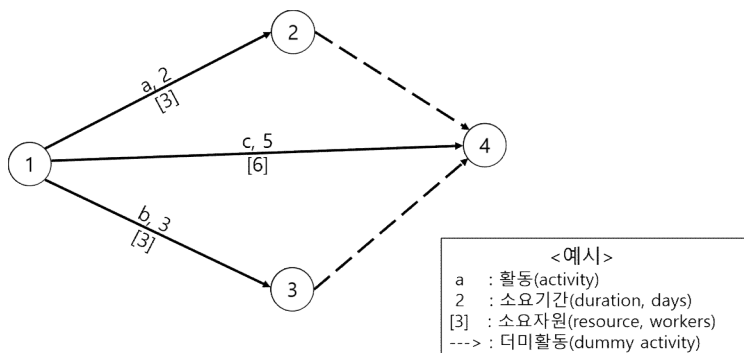 2
a, 2
[3]
1
c, 5
[6]
4
b, 3
[3]
3
<예시>
a : 활동(activity)
2 : 소요기간(duration, days)
[3] : 소요자원(resource, workers)
---> : 더미활동(dummy activity)